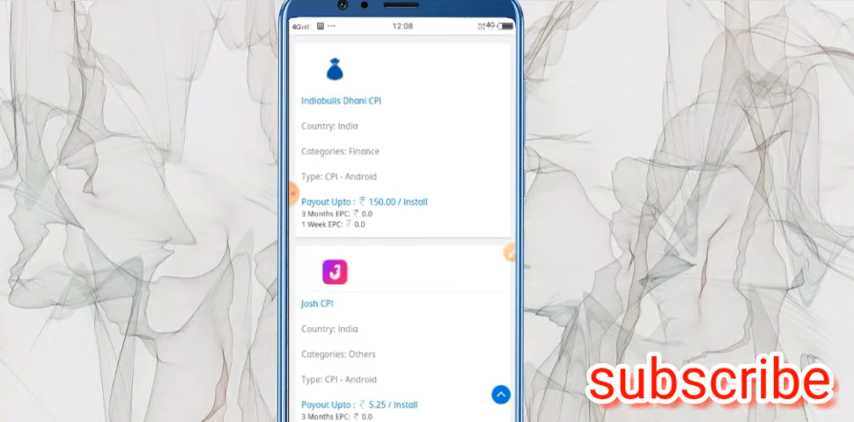 12:08
4G
Indiabulls Dhani CPI
Country: India
Categories: Finance
Type: CPI - Android
Payout Upto : ₹ 150.00 / Install
3 Months EPC: ₹ 0.0
1 Week EPC: ₹ 0.0
Josh CPI
Country: India
Categories: Others
Type: CPI - Android
Payout Upto : ₹ 5.25 / Install
3 Months EPC: ₹ 0.0
subscribe